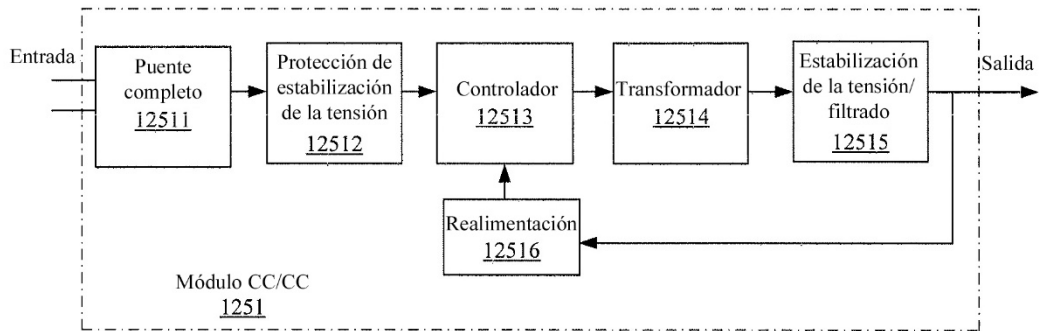 Entrada
Puente
completo
12511
Protección de
estabilización
de la tensión
12512
Controlador
12513
Transformador
12514
Estabilización
de la tensión/
filtrado
12515
Salida
Realimentación
12516
Módulo CC/CC
1251